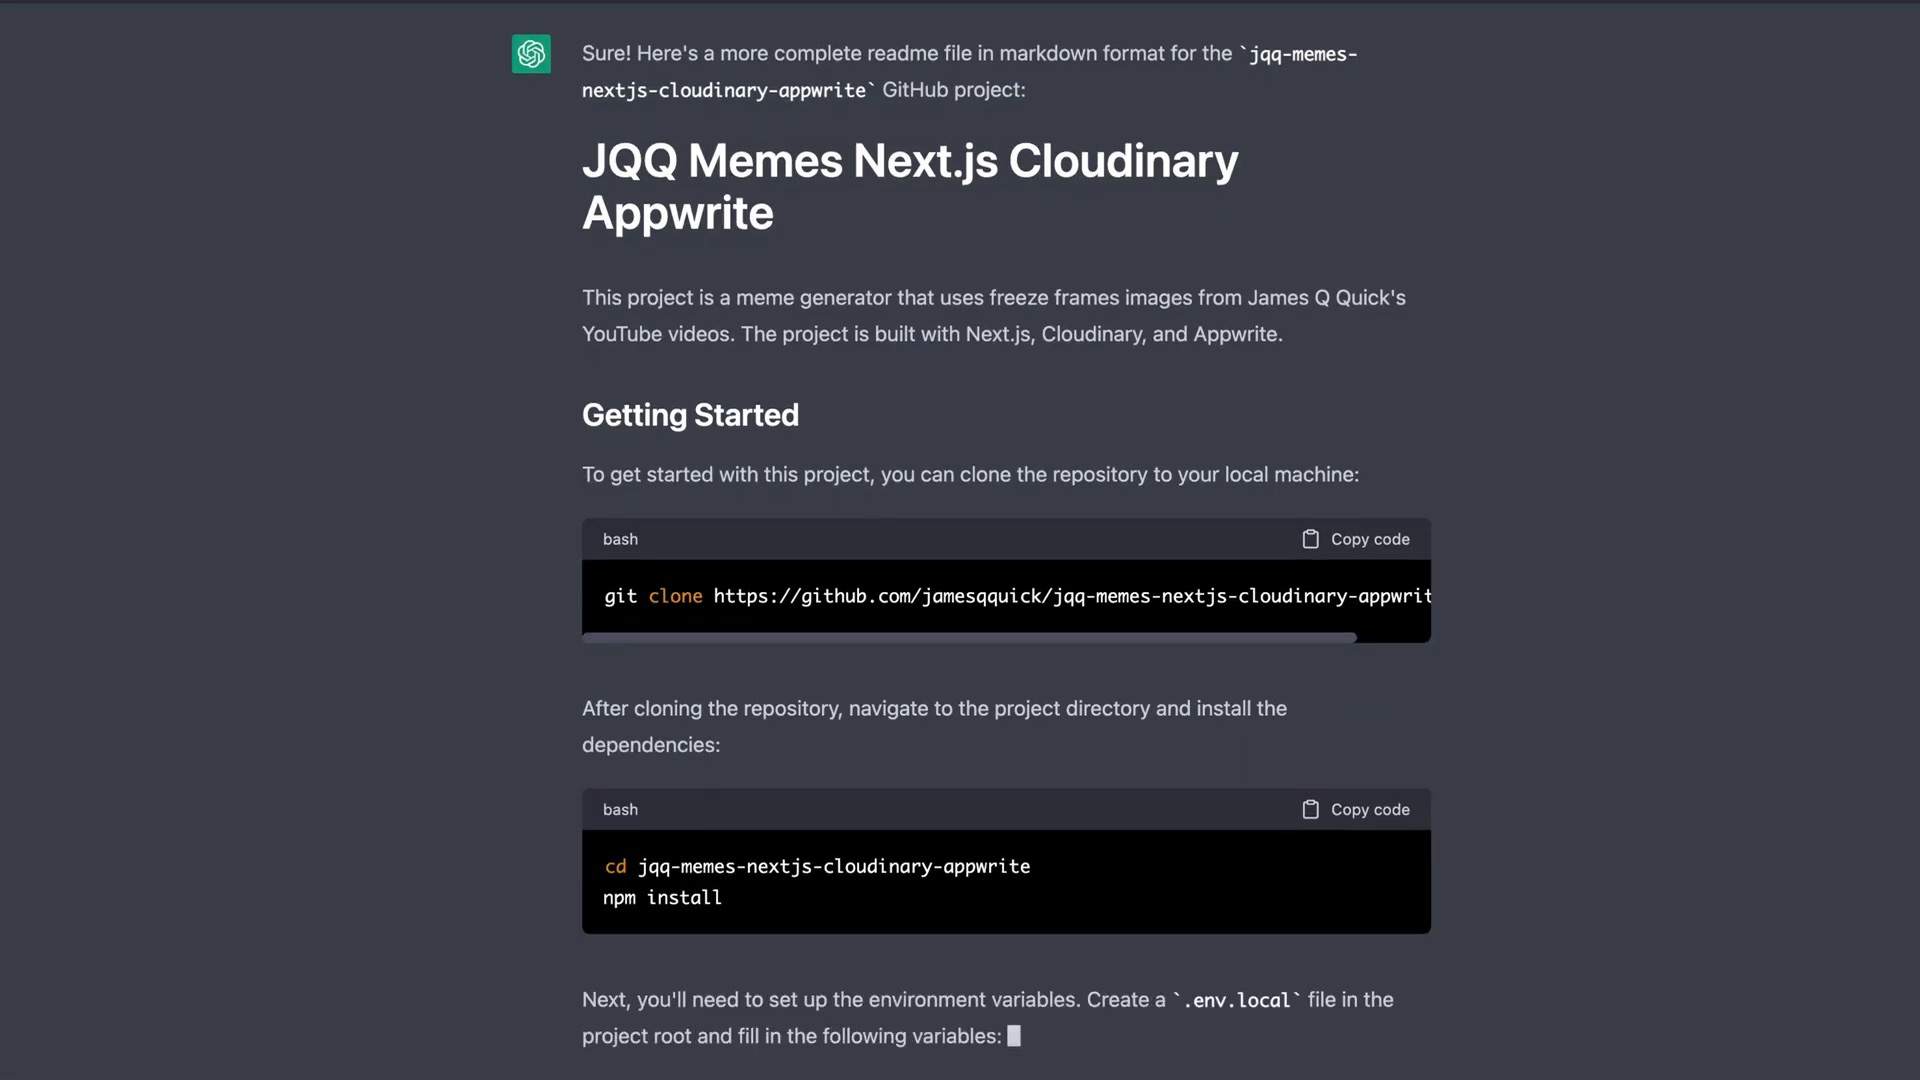 Sure! Here's a more complete readme file in markdown format for the `jqq-memes-
nextjs-cloudinary-appwrite` GitHub project:
JQQ Memes Next.js Cloudinary
Appwrite
This project is a meme generator that uses freeze frames images from James Q Quick's
YouTube videos. The project is built with Next.js, Cloudinary, and Appwrite.
Getting Started
To get started with this project, you can clone the repository to your local machine:
bash Copy code
git clone https://github.com/jamesqquick/jqq-memes-nextjs-cloudinary-appwrit
After cloning the repository, navigate to the project directory and install the
dependencies:
bash Copy code
cd jqq-memes-nextjs-cloudinary-appwrite
npm install
Next, you'll need to set up the environment variables. Create a `.env.local` file in the
project root and fill in the following variables: